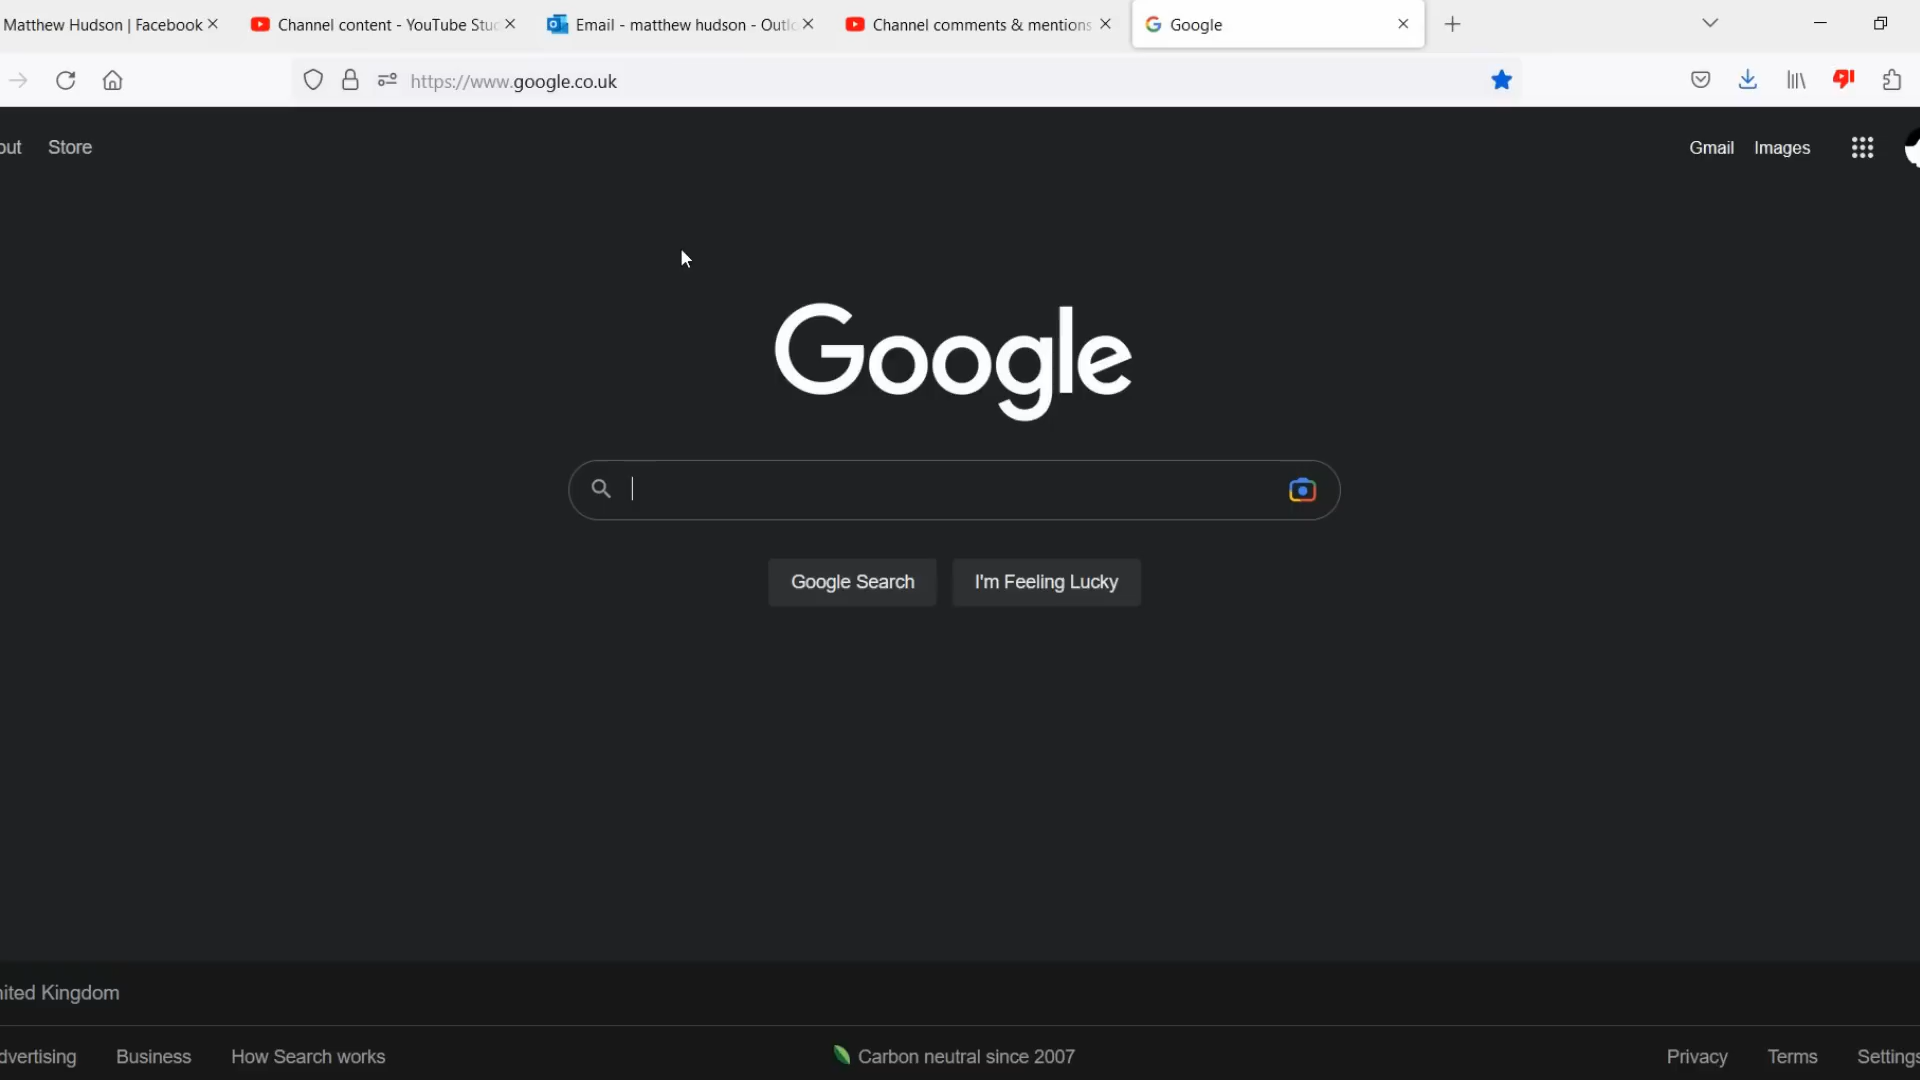 Matthew Hudson | Facebook
Channel content - YouTube Stu
Email - matthew hudson - Outl
Channel comments & mentions
Google
https://www.google.co.uk
out Store
Gmail Images
Google
Google Search
I'm Feeling Lucky
nited Kingdom
dvertising Business How Search works
Carbon neutral since 2007
Privacy Terms Settings